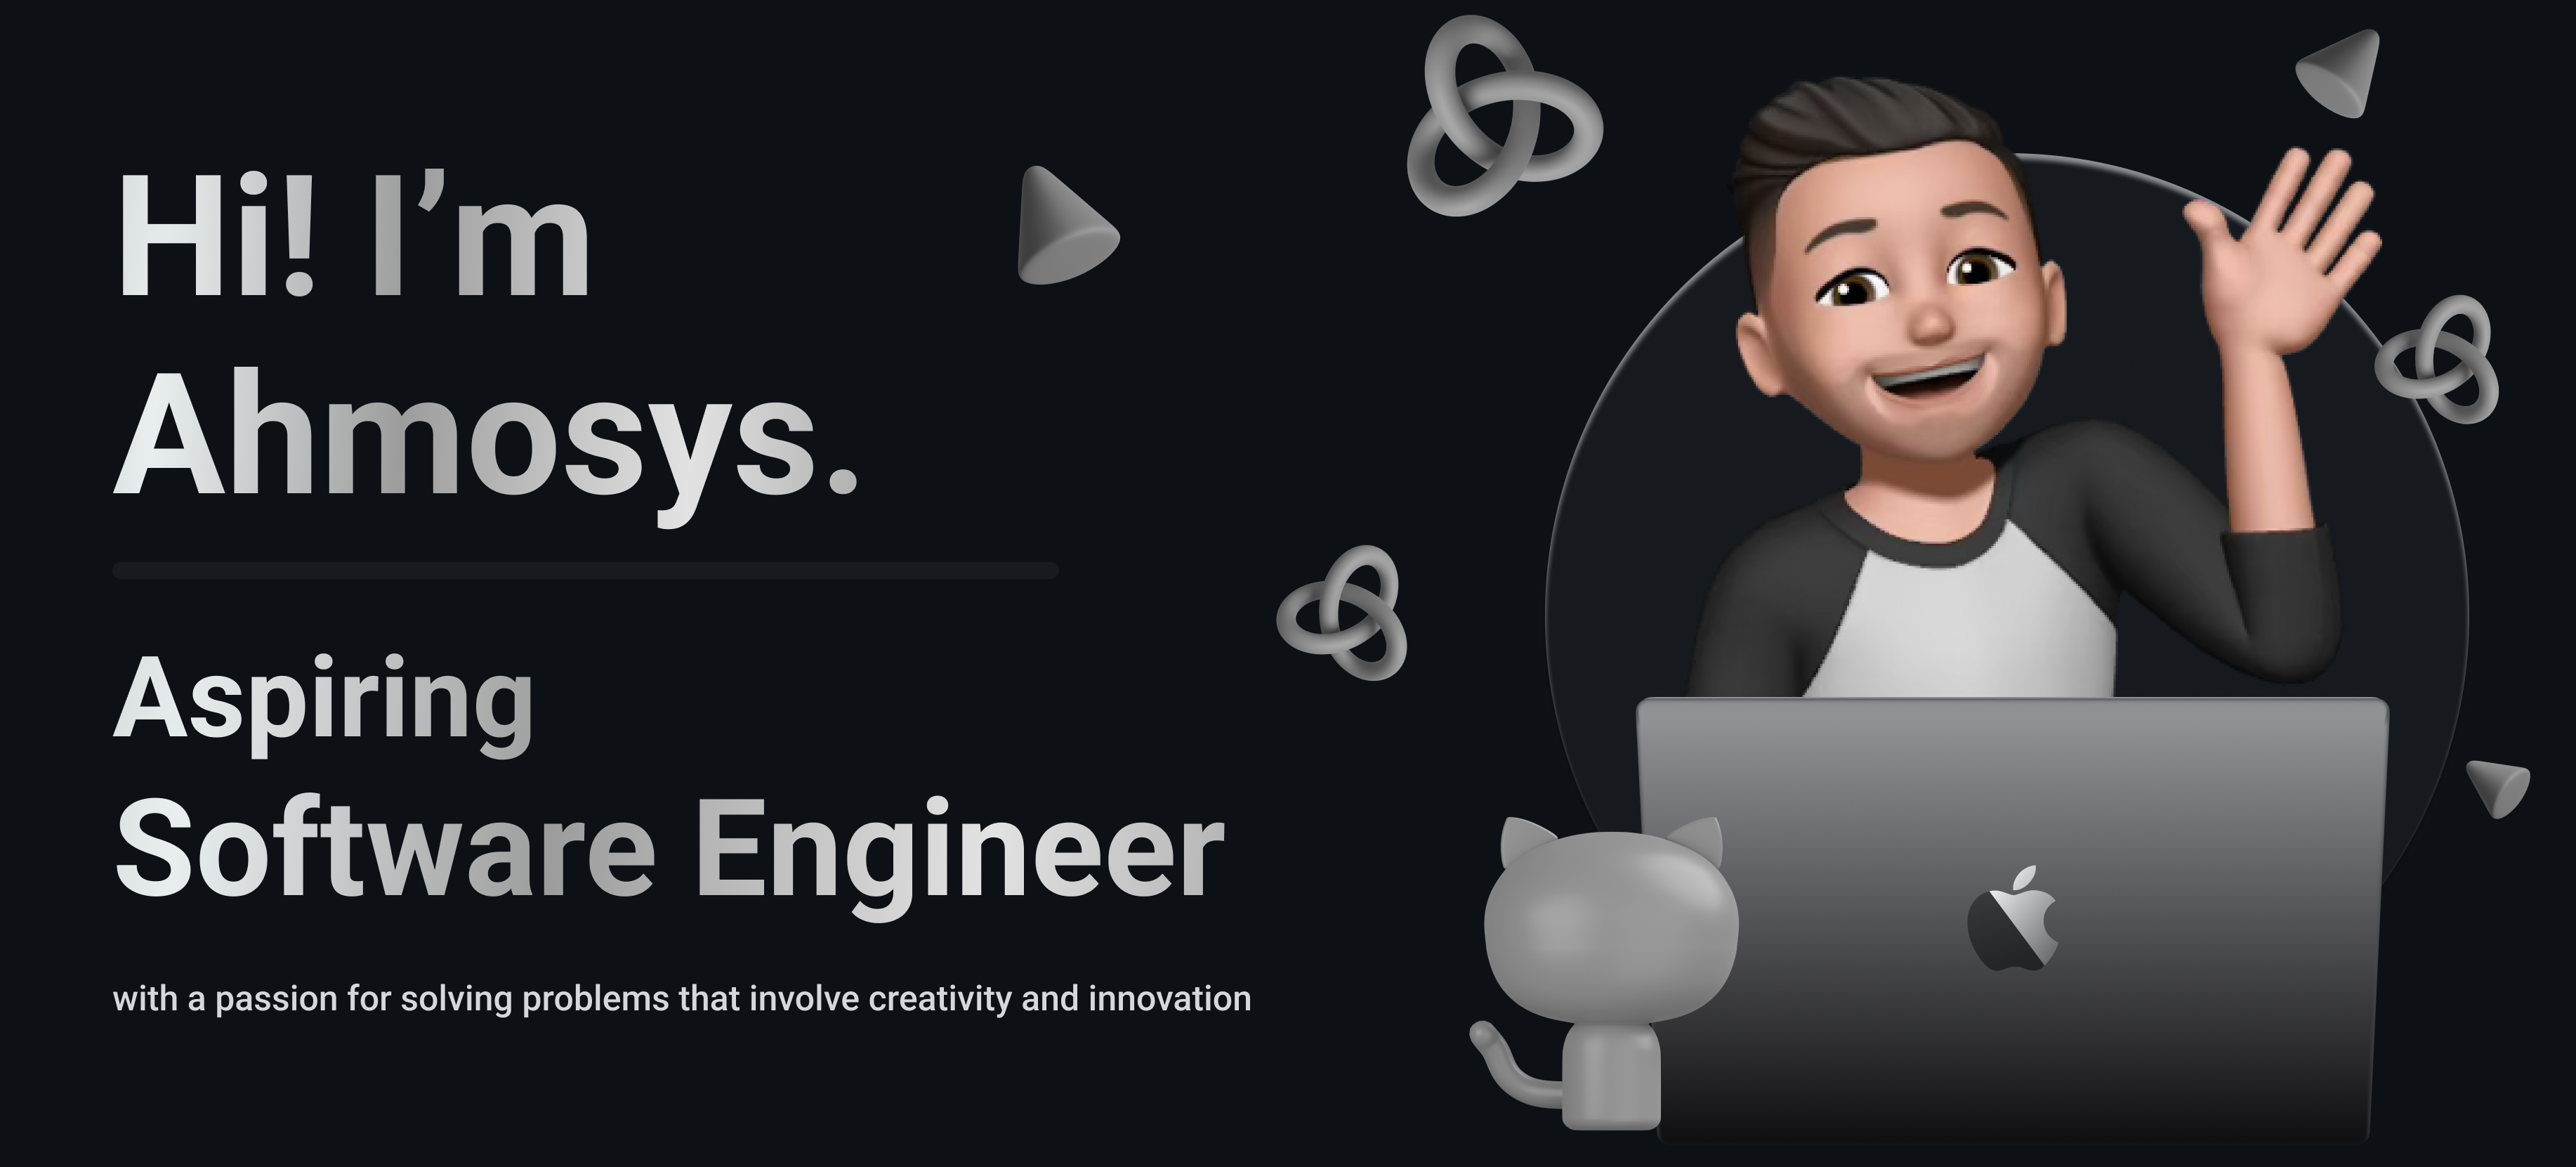 Hi! I’m
Ahmosys.
Aspiring
Software Engineer
with a passion for solving problems that involve creativity and innovation